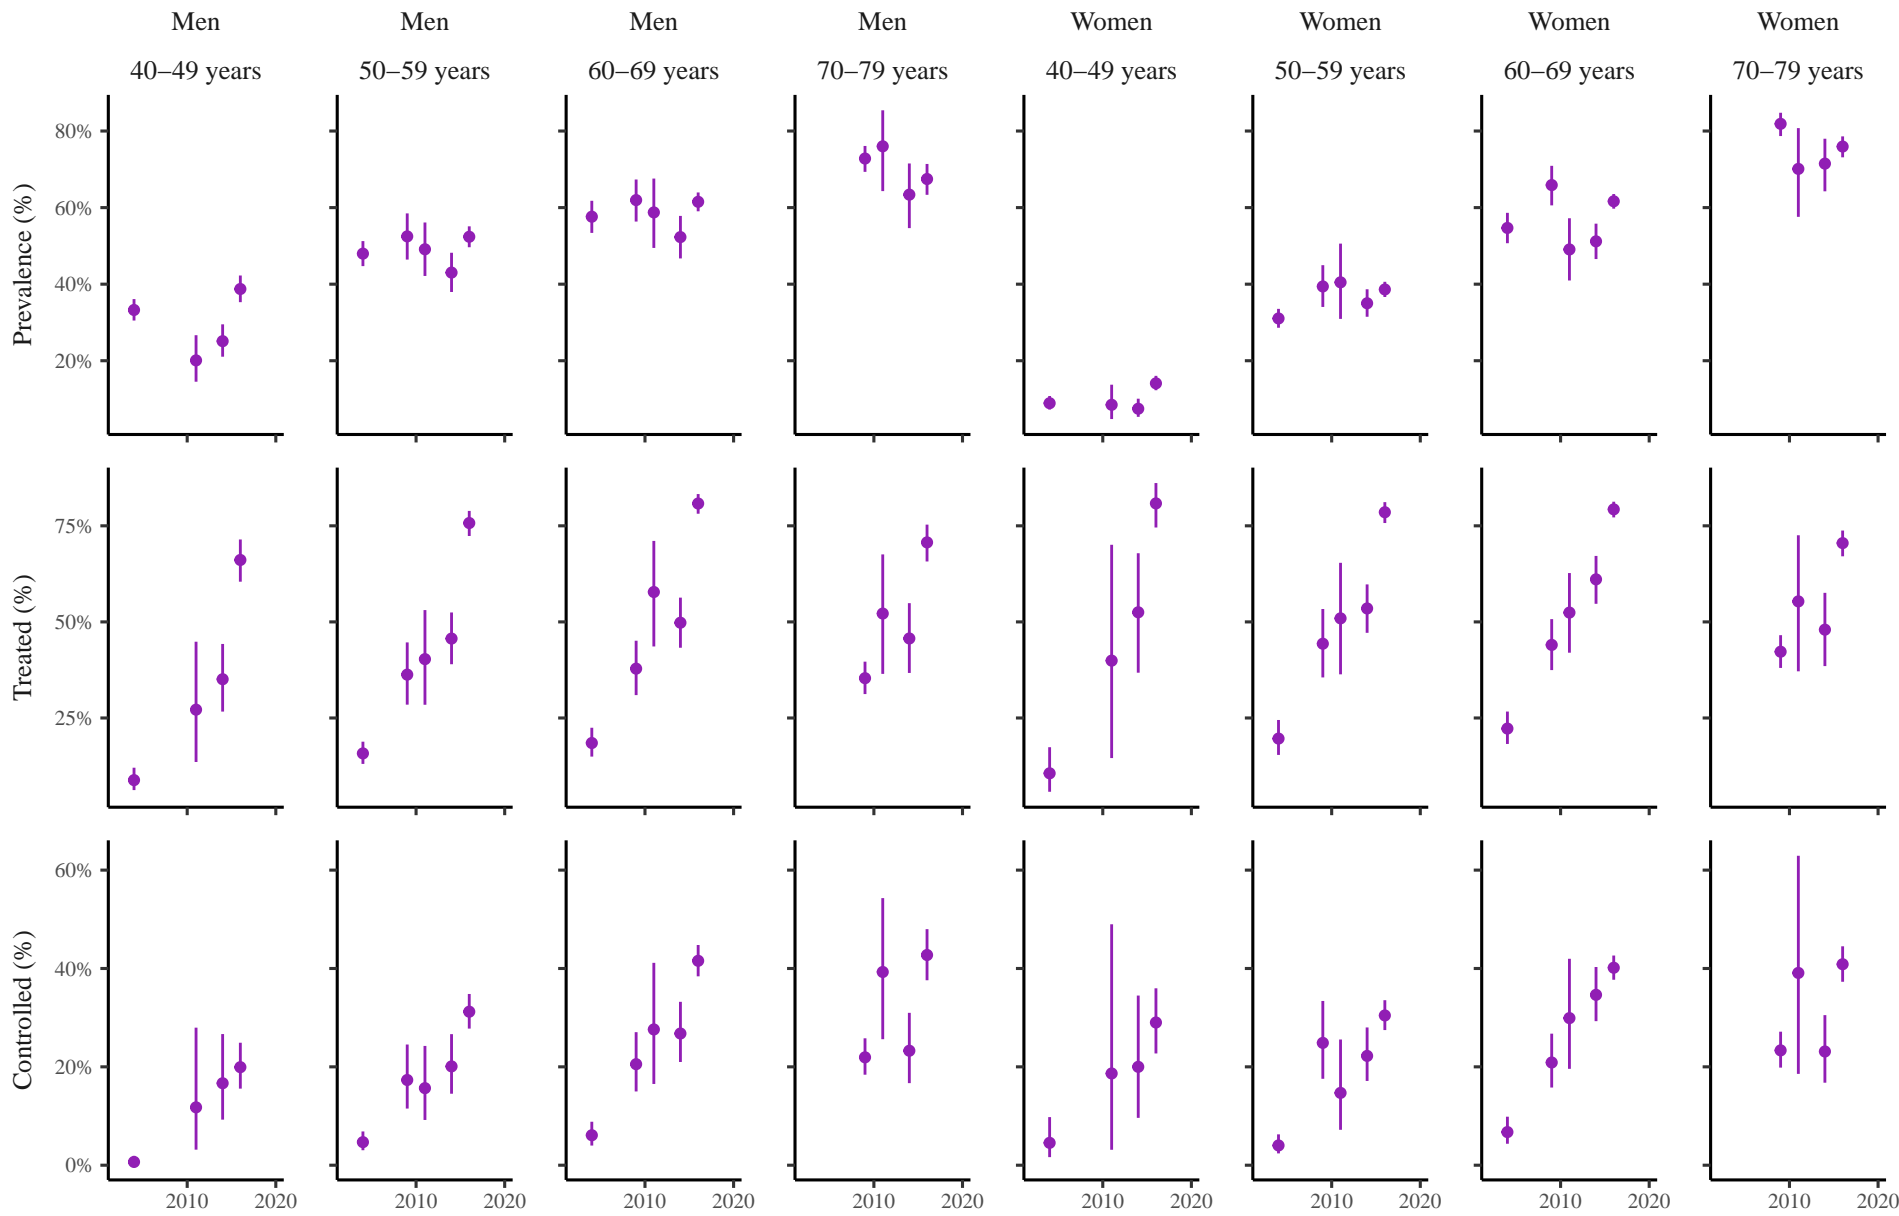 Men Men Men Men Women Women Women Women
40–49 years 50–59 years 60–69 years 70–79 years 40–49 years 50–59 years 60–69 years 70–79 years
Prevalence (%)
80%
60%
40%
20%
Treated (%)
75%
50%
25%
Controlled (%)
60%
40%
20%
0%
2010 2020 2010 2020 2010 2020 2010 2020 2010 2020 2010 2020 2010 2020 2010 2020